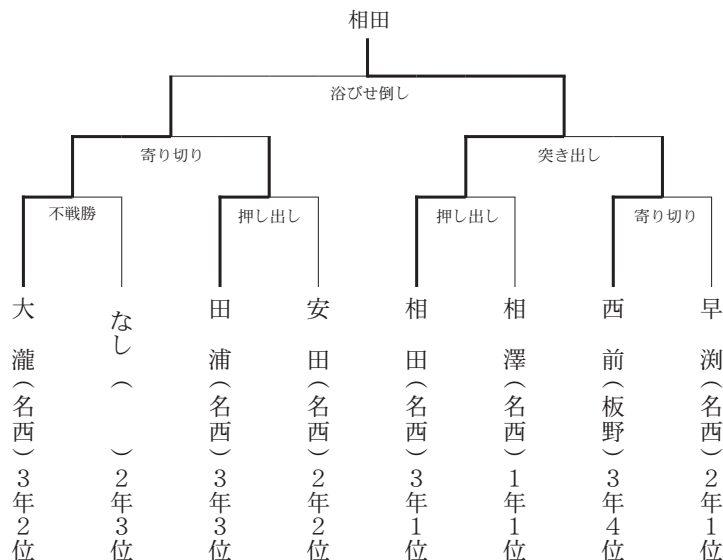 相田
浴びせ倒し
寄り切り
突き出し
不戦勝
押し出し
押し出し
寄り切り
大瀧(名西)3年2位
なし( )2年3位
田浦(名西)3年3位
安田(名西)2年2位
相田(名西)3年1位
相澤(名西)1年1位
西前(板野)3年4位
早渕(名西)2年1位